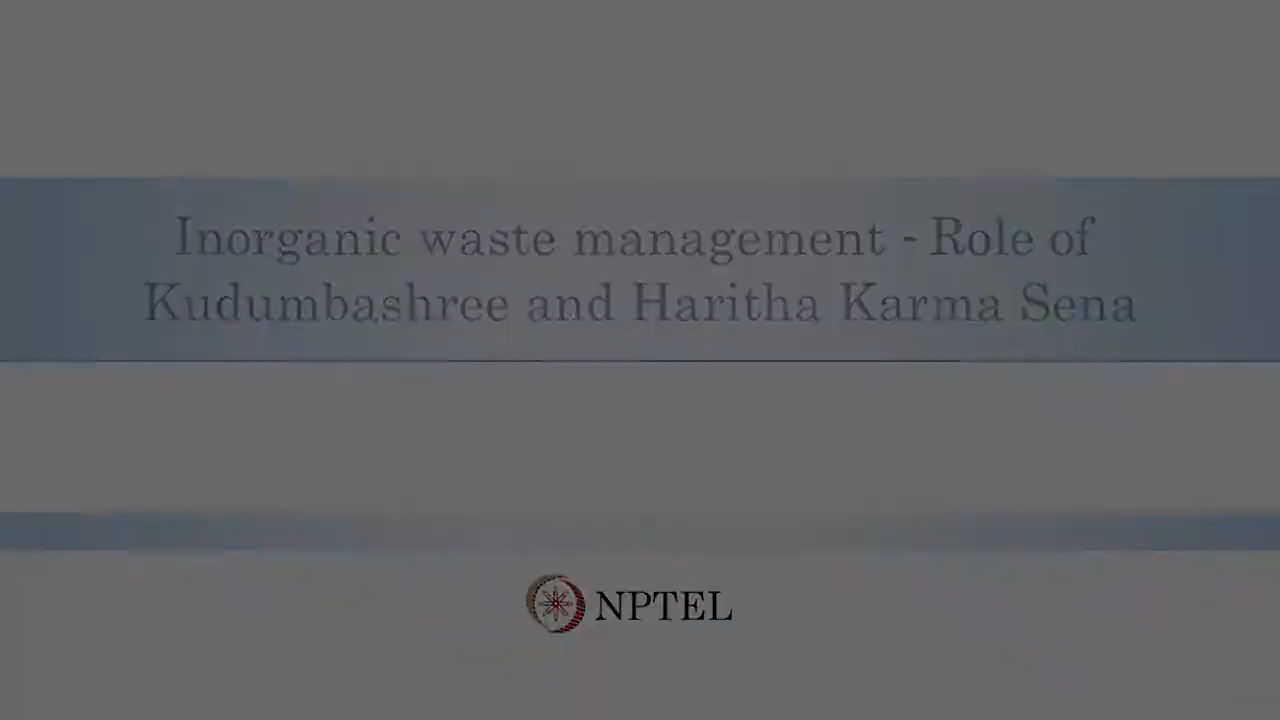 Inorganic waste management - Role of
Kudumbashree and Haritha Karma Sena
NPTEL